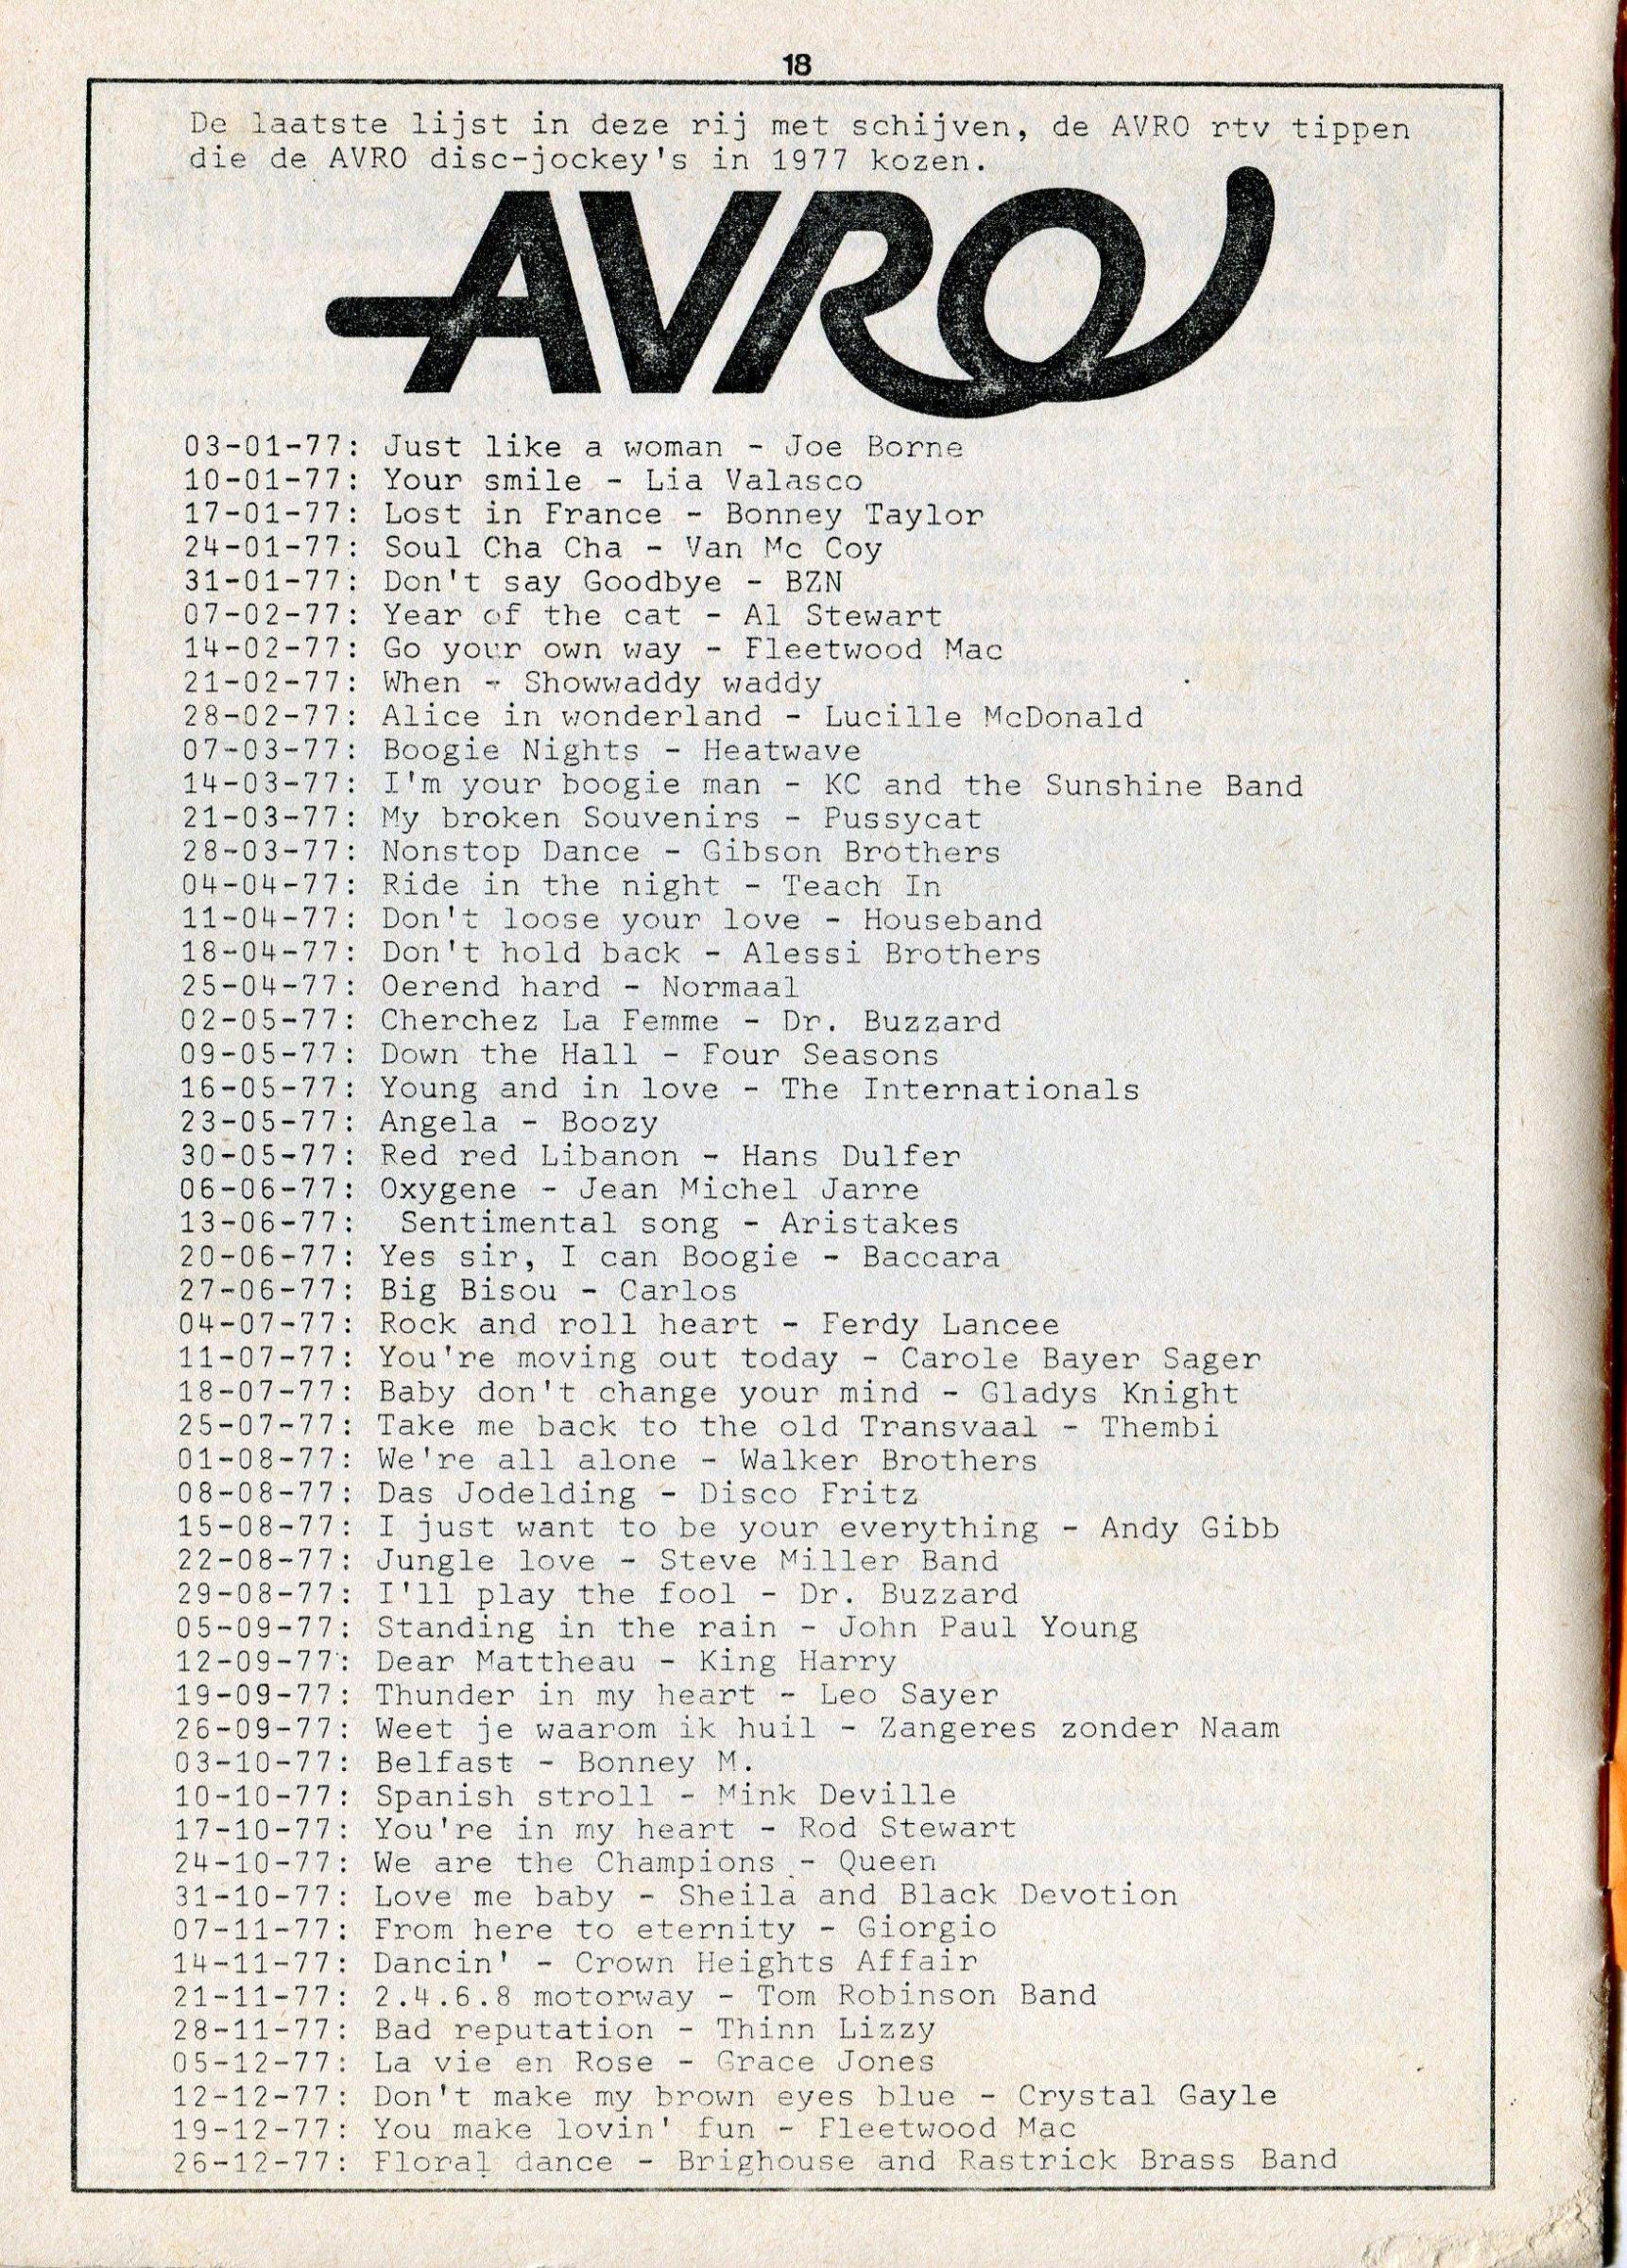 18
De laatste lijst in deze rij met schijven, de AVRO rtv tippen
die de AVRO disc-jockey's in 1977 kozen.
AVRO
03-01-77: Just like a woman - Joe Borne
10-01-77: Your smile - Lia Valasco
17-01-77: Lost in France - Bonney Taylor
24-01-77: Soul Cha Cha - Van Mc Coy
31-01-77: Don't say Goodbye - BZN
07-02-77: Year of the cat - Al Stewart
14-02-77: Go your own way - Fleetwood Mac
21-02-77: When - Showwaddy waddy
28-02-77: Alice in wonderland - Lucille McDonald
07-03-77: Boogie Nights - Heatwave
14-03-77: I'm your boogie man - KC and the Sunshine Band
21-03-77: My broken Souvenirs - Pussycat
28-03-77: Nonstop Dance - Gibson Brothers
04-04-77: Ride in the night - Teach In
11-04-77: Don't loose your love - Houseband
18-04-77: Don't hold back - Alessi Brothers
25-04-77: Oerend hard - Normaal
02-05-77: Cherchez La Femme - Dr. Buzzard
09-05-77: Down the Hall - Four Seasons
16-05-77: Young and in love - The Internationals
23-05-77: Angela - Boozy
30-05-77: Red red Libanon - Hans Dulfer
06-06-77: Oxygene - Jean Michel Jarre
13-06-77: Sentimental song - Aristakes
20-06-77: Yes sir, I can Boogie - Baccara
27-06-77: Big Bisou - Carlos
04-07-77: Rock and roll heart - Ferdy Lancee
11-07-77: You're moving out today - Carole Bayer Sager
18-07-77: Baby don't change your mind - Gladys Knight
25-07-77: Take me back to the old Transvaal - Thembi
01-08-77: We're all alone - Walker Brothers
08-08-77: Das Jodelding - Disco Fritz
15-08-77: I just want to be your everything - Andy Gibb
22-08-77: Jungle love - Steve Miller Band
29-08-77: I'll play the fool - Dr. Buzzard
05-09-77: Standing in the rain - John Paul Young
12-09-77: Dear Mattheau - King Harry
19-09-77: Thunder in my heart - Leo Sayer
26-09-77: Weet je waarom ik huil - Zangeres zonder Naam
03-10-77: Belfast - Bonney M.
10-10-77: Spanish stroll - Mink Deville
17-10-77: You're in my heart - Rod Stewart
24-10-77: We are the Champions - Queen
31-10-77: Love me baby - Sheila and Black Devotion
07-11-77: From here to eternity - Giorgio
14-11-77: Dancin' - Crown Heights Affair
21-11-77: 2.4.6.8 motorway - Tom Robinson Band
28-11-77: Bad reputation - Thinn Lizzy
05-12-77: La vie en Rose - Grace Jones
12-12-77: Don't make my brown eyes blue - Crystal Gayle
19-12-77: You make lovin' fun - Fleetwood Mac
26-12-77: Floral dance - Brighouse and Rastrick Brass Band